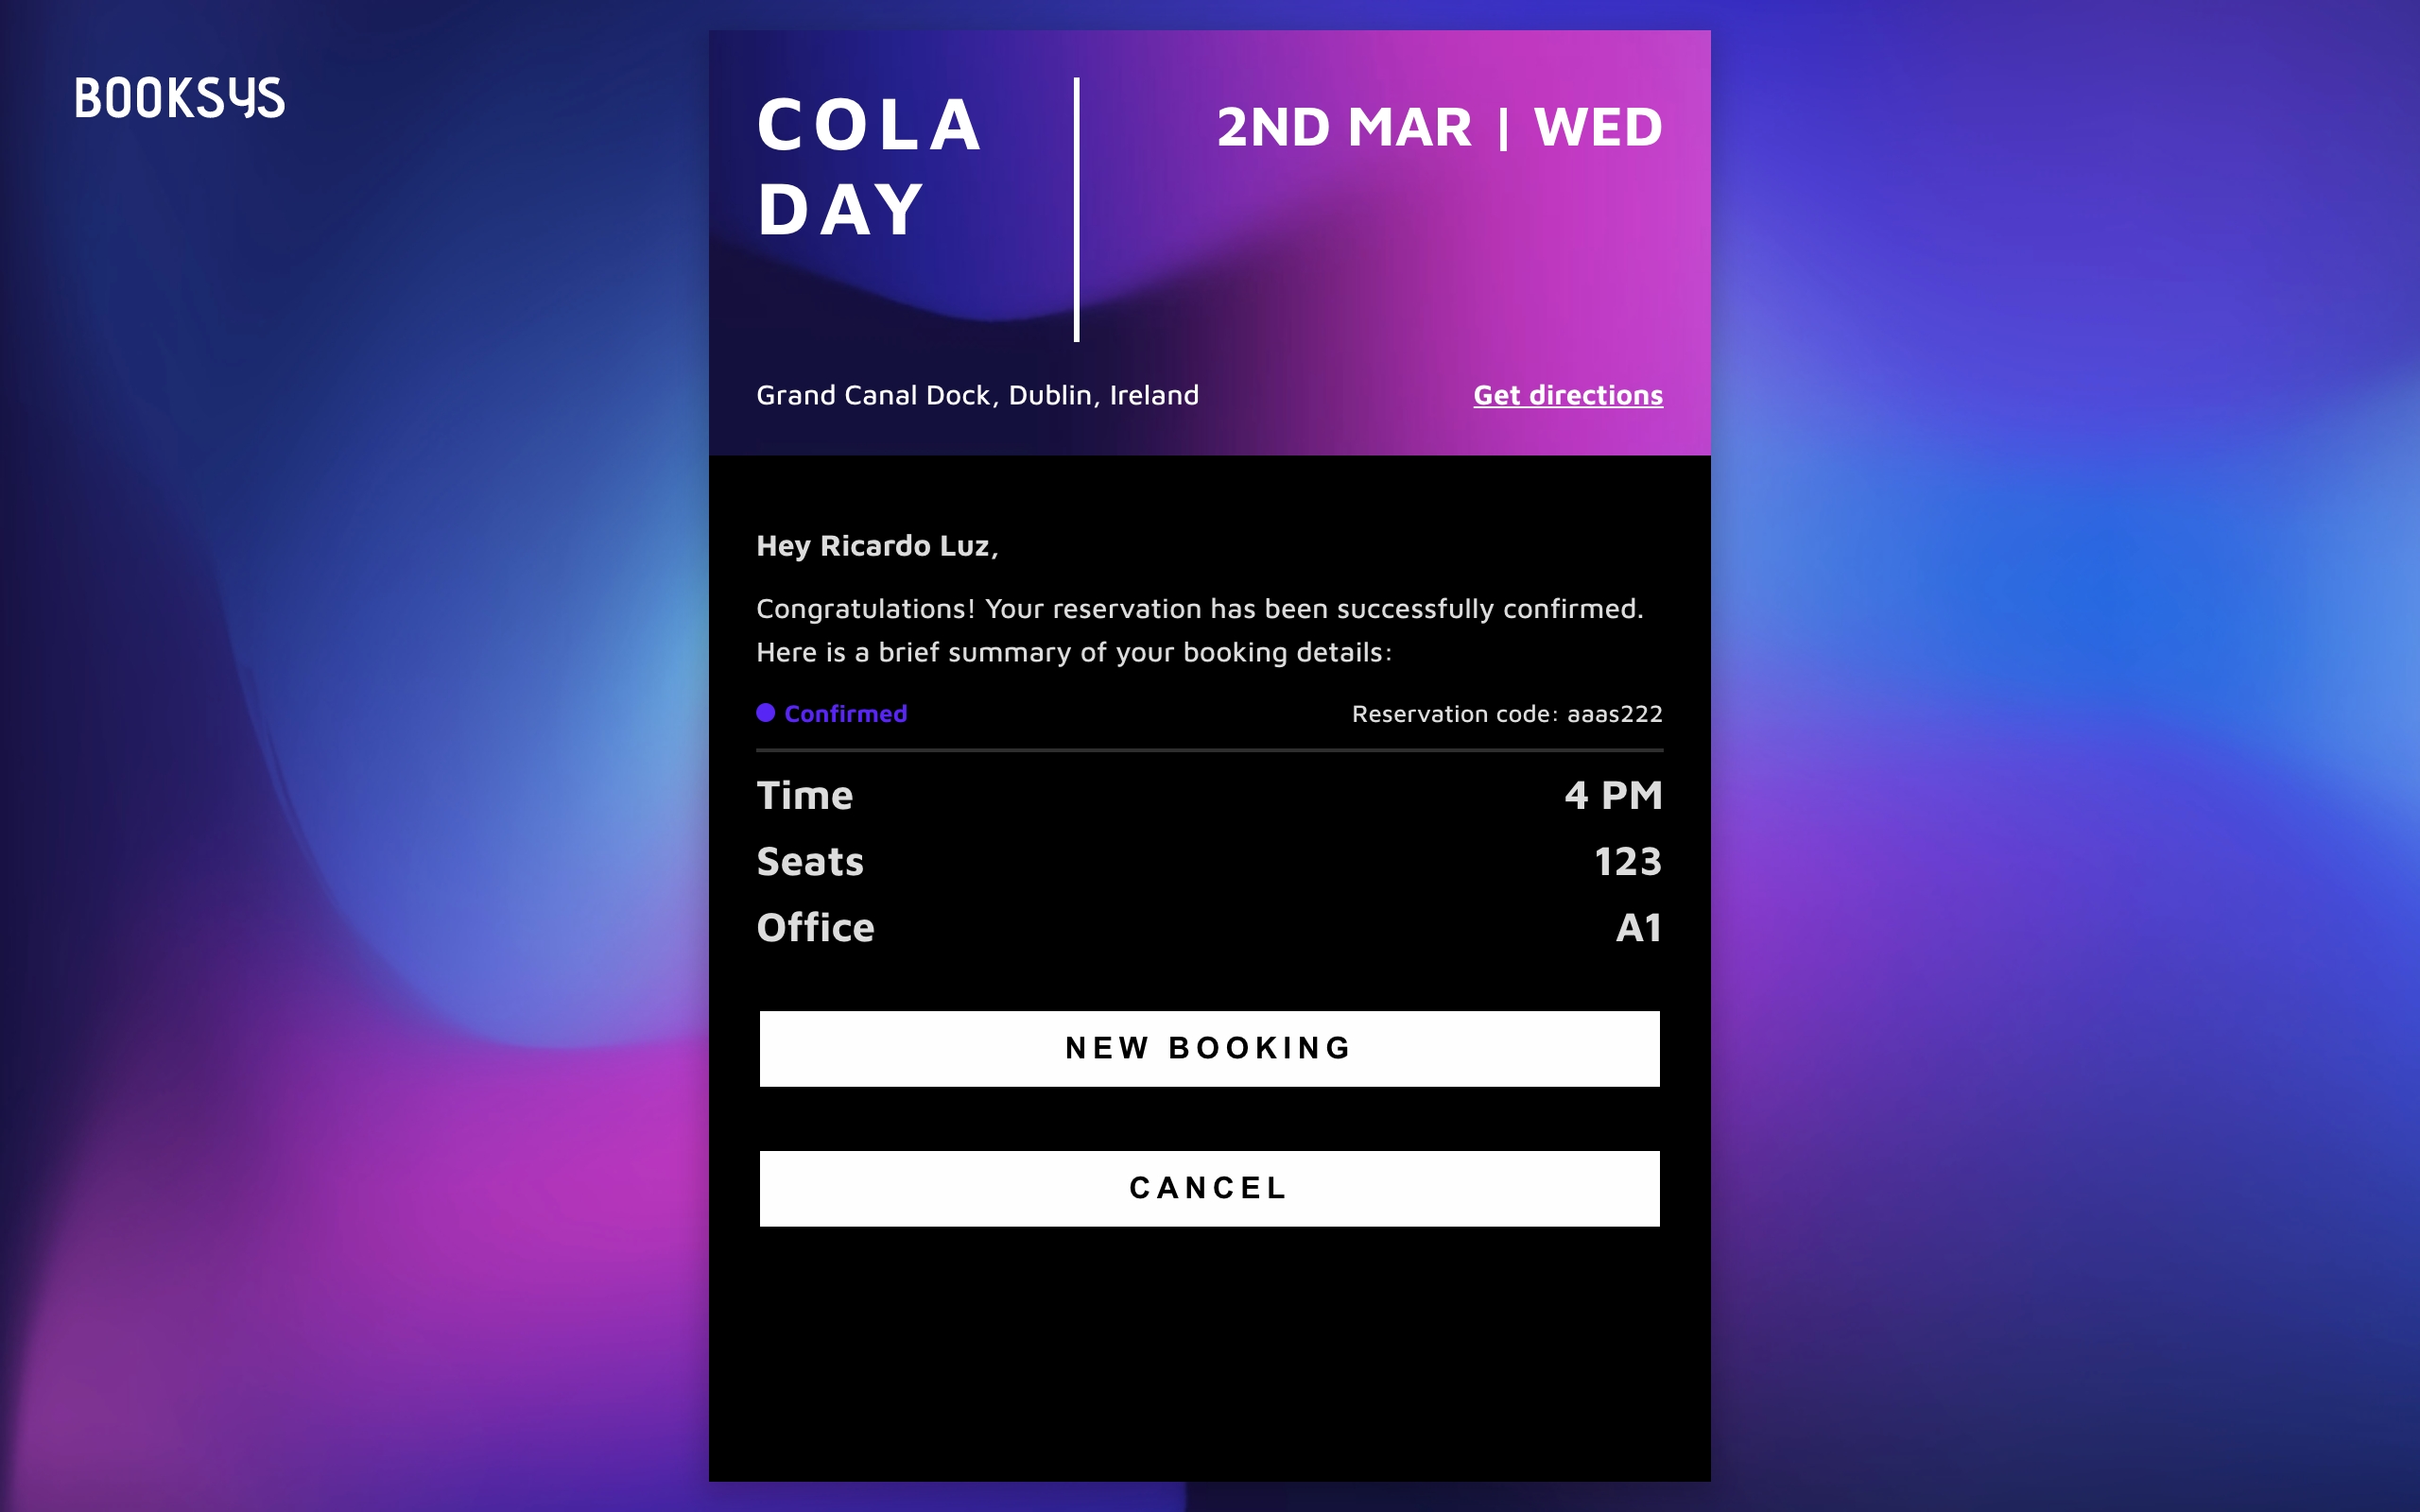 BOOKSYS
COLA
DAY
2ND MAR | WED
Grand Canal Dock, Dublin, Ireland
Get directions
Hey Ricardo Luz,
Congratulations! Your reservation has been successfully confirmed.
Here is a brief summary of your booking details:
Confirmed
Reservation code: aaas222
Time 4 PM
Seats 123
Office A1
NEW BOOKING
CANCEL